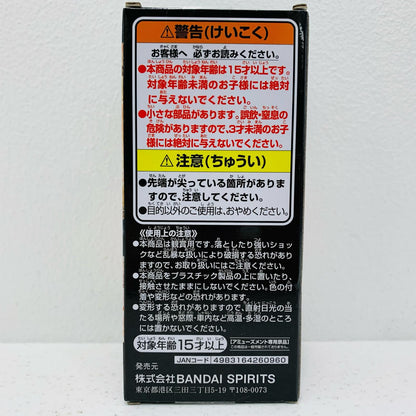 警告(けいこく)
お客様へ 必ずお読みください。
●本商品の対象年齢は15才以上です。
対象年齢未満のお子様には絶対
に与えないでください。
●小さな部品があります。誤飲・窒息の
危険がありますので、3才未満のお子
様には絶対に与えないでください。
注意(ちゅうい)
●先端が尖っている箇所がありま
すので、注意してください。
●目的以外のご使用は、おやめください。
《使用上の注意》
●本商品は観賞用です。落としたり強いショッ
クなど乱暴な扱いにより破損する恐れがあり
ますので、お取り扱いにはご注意ください。
●本商品をプラスチック製品の上に置いたり、
接触させたままにしないでください。色の
付着や変形などの恐れがあります。
●変形する恐れがありますので、直射日光の当
たる場所や窓際・車内など高温・多湿のところ
には置かないでください。
対象年齢 15才以上 【アミューズメント専用景品】
JANコード 4983164260960
発売元
株式会社BANDAI SPIRITS
東京都港区三田三丁目5-19 〒108-0073